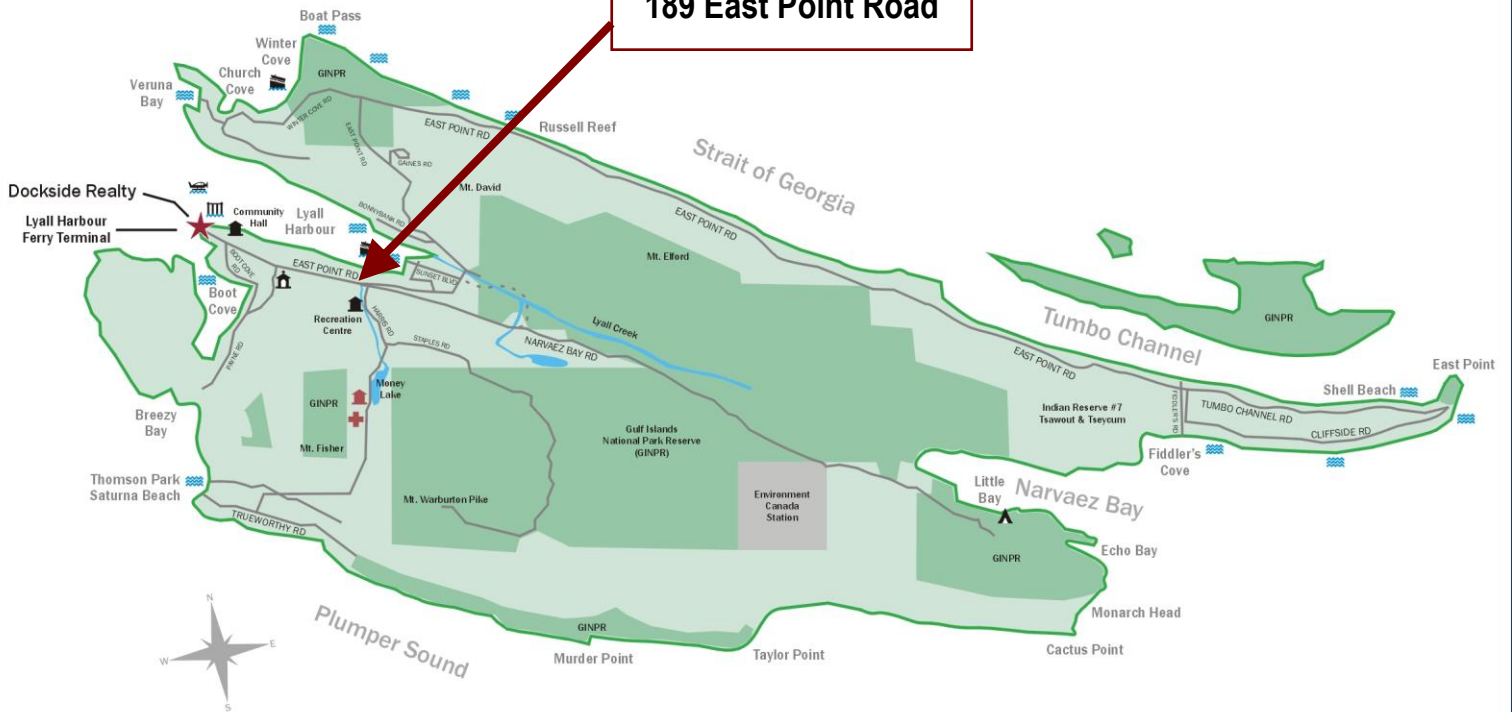 189 East Point Road
Boat Pass
Winter
Cove
Church
Cove
Veruna
Bay
GINPR
WINTER COVE RD
EAST POINT RD
EAST POINT RD
GAINES RD
Russell Reef
Strait of Georgia
Mt. David
BONNYBANK RD
Dockside Realty
Lyall Harbour
Ferry Terminal
Community
Hall
Lyall
Harbour
EAST POINT RD
Mt. Elford
BOOT COVE
RD
EAST POINT RD
SUNSET BLVD
Boot
Cove
Recreation
Centre
HARRIS RD
Lyall Creek
STAPLES RD
NARVAEZ BAY RD
PAYNE RD
Tumbo Channel
GINPR
EAST POINT RD
East Point
Shell Beach
Money
Lake
GINPR
Breezy
Bay
Mt. Fisher
Gulf Islands
National Park Reserve
(GINPR)
Indian Reserve #7
Tsawout & Tseycum
FIDDLERS RD
TUMBO CHANNEL RD
CLIFFSIDE RD
Fiddler's
Cove
Thomson Park
Saturna Beach
Mt. Warburton Pike
Environment
Canada
Station
Little
Bay
Narvaez Bay
TRUEWORTHY RD
Echo Bay
GINPR
Monarch Head
Cactus Point
Plumper Sound
GINPR
Murder Point
Taylor Point
N
W
E
S